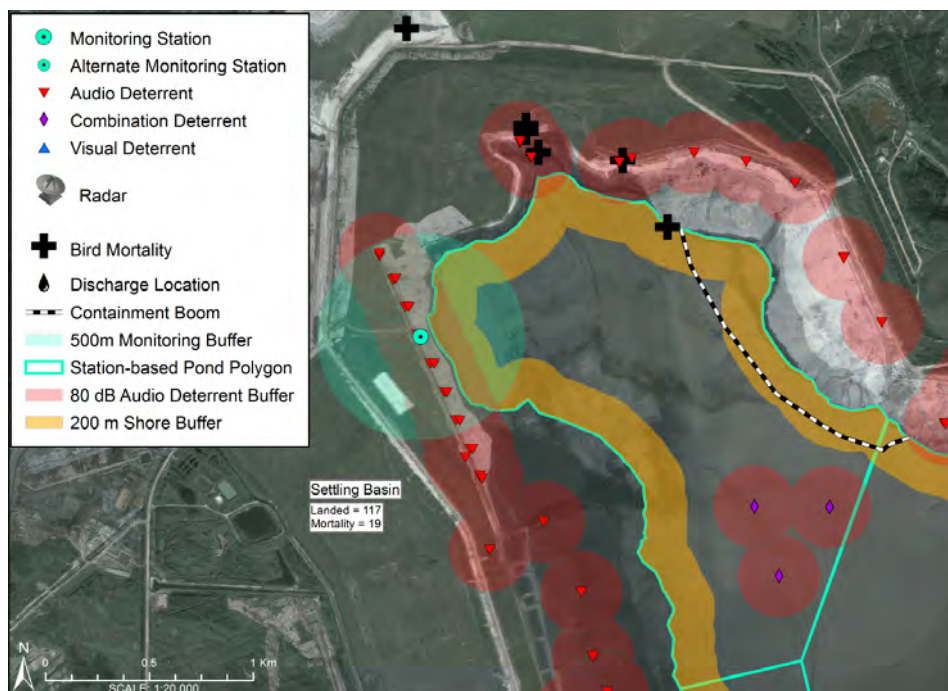 Monitoring Station
Alternate Monitoring Station
Audio Deterrent
Combination Deterrent
Visual Deterrent
Radar
Bird Mortality
Discharge Location
Containment Boom
500m Monitoring Buffer
Station-based Pond Polygon
80 dB Audio Deterrent Buffer
200 m Shore Buffer
Settling Basin
Landed = 117
Mortality = 19
N
0 0.5 1 Km
SCALE: 1:20,000